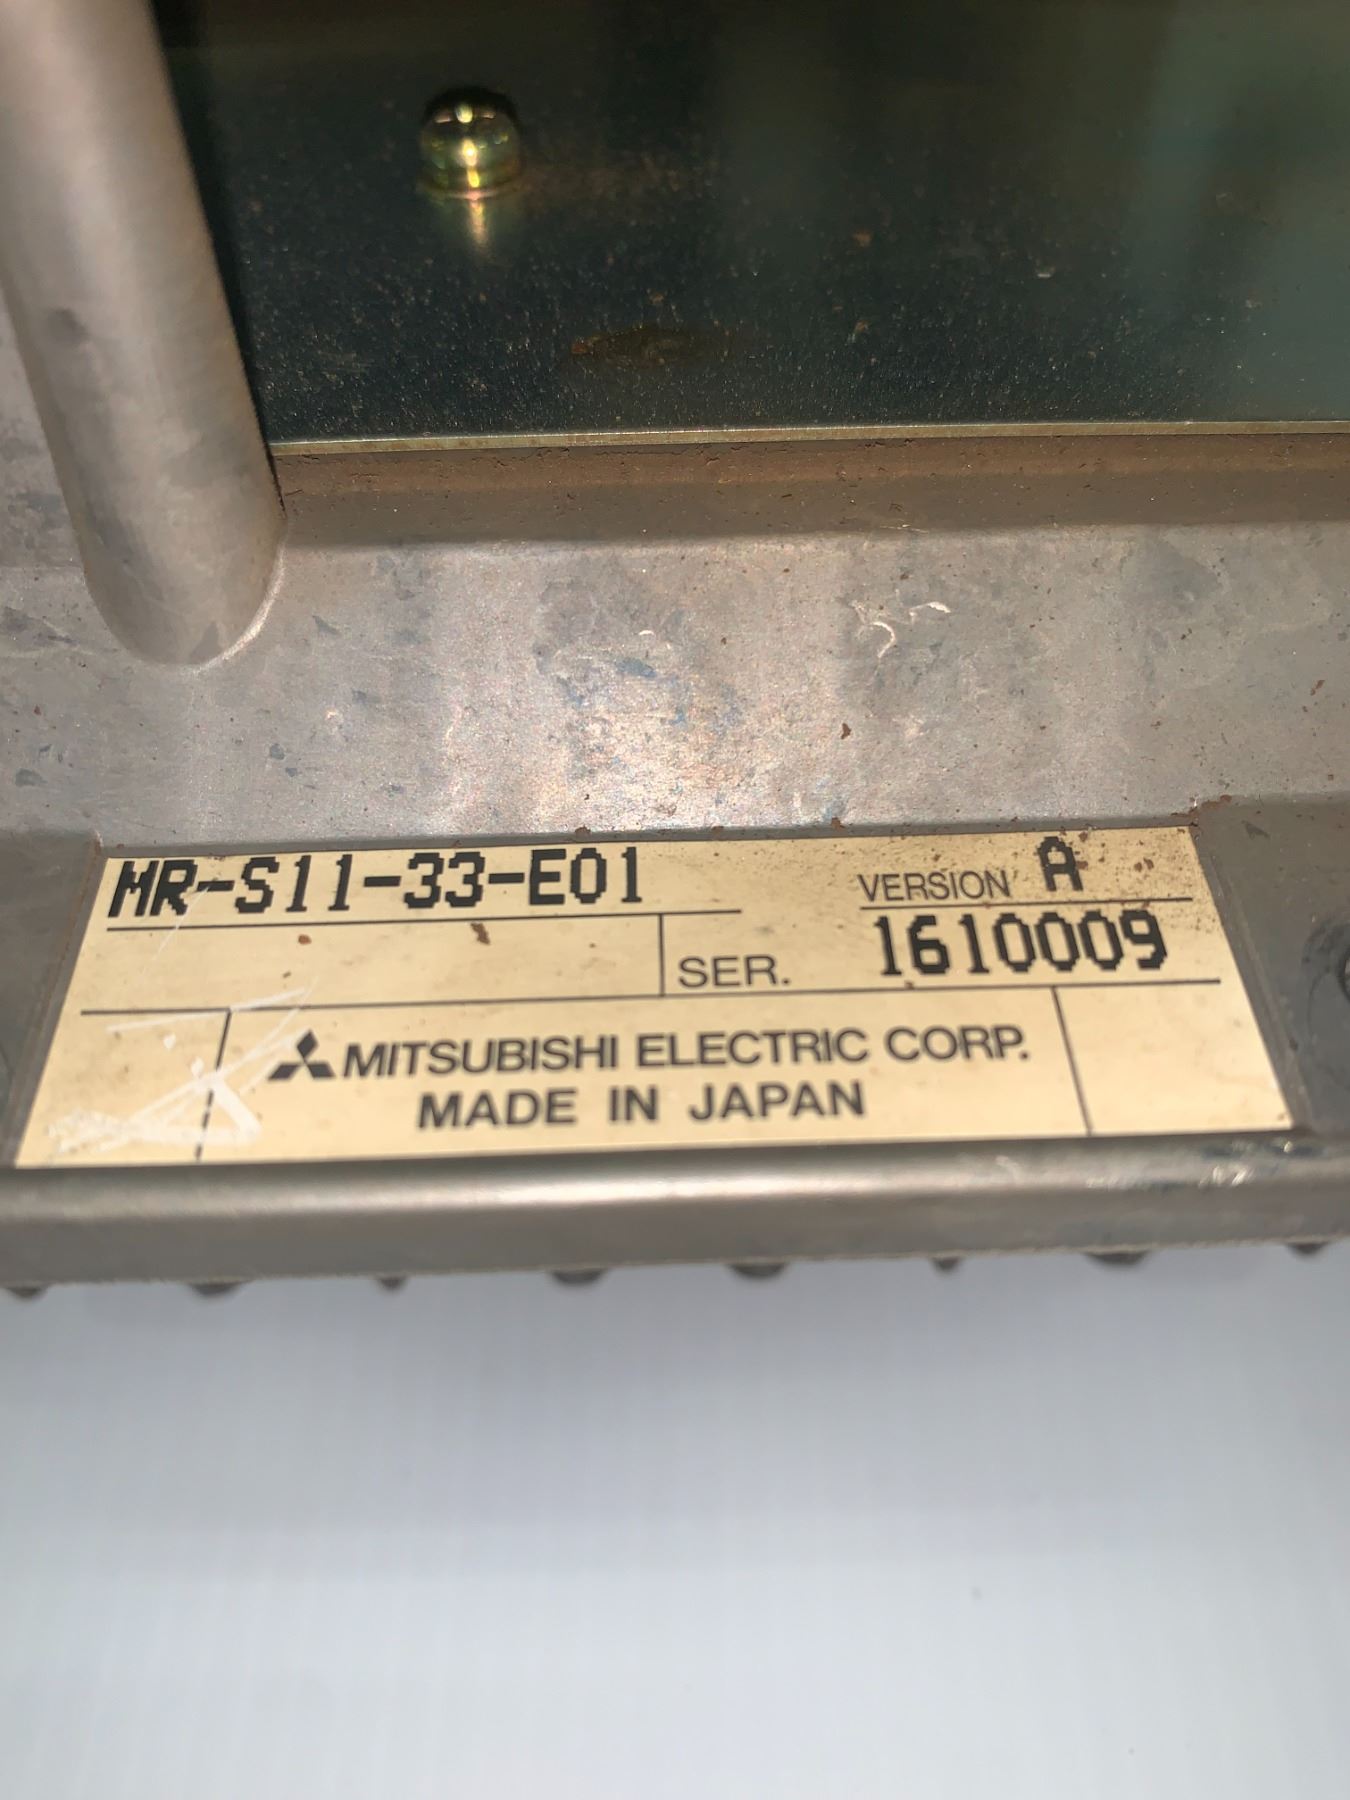 MR-S11-33-E01
VERSION A
SER. 1610009
MITSUBISHI ELECTRIC CORP.
MADE IN JAPAN